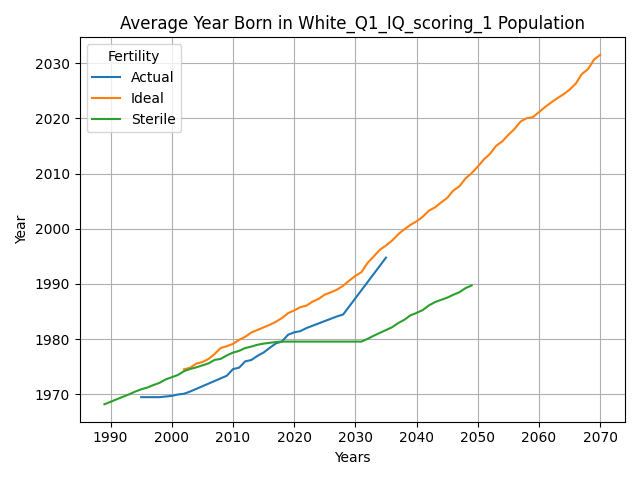 Average Year Born in White_Q1_IQ_scoring_1 Population
Fertility
Actual
Ideal
Sterile
Year
2030
2020
2010
2000
1990
1980
1970
1990 2000 2010 2020 2030 2040 2050 2060 2070
Years